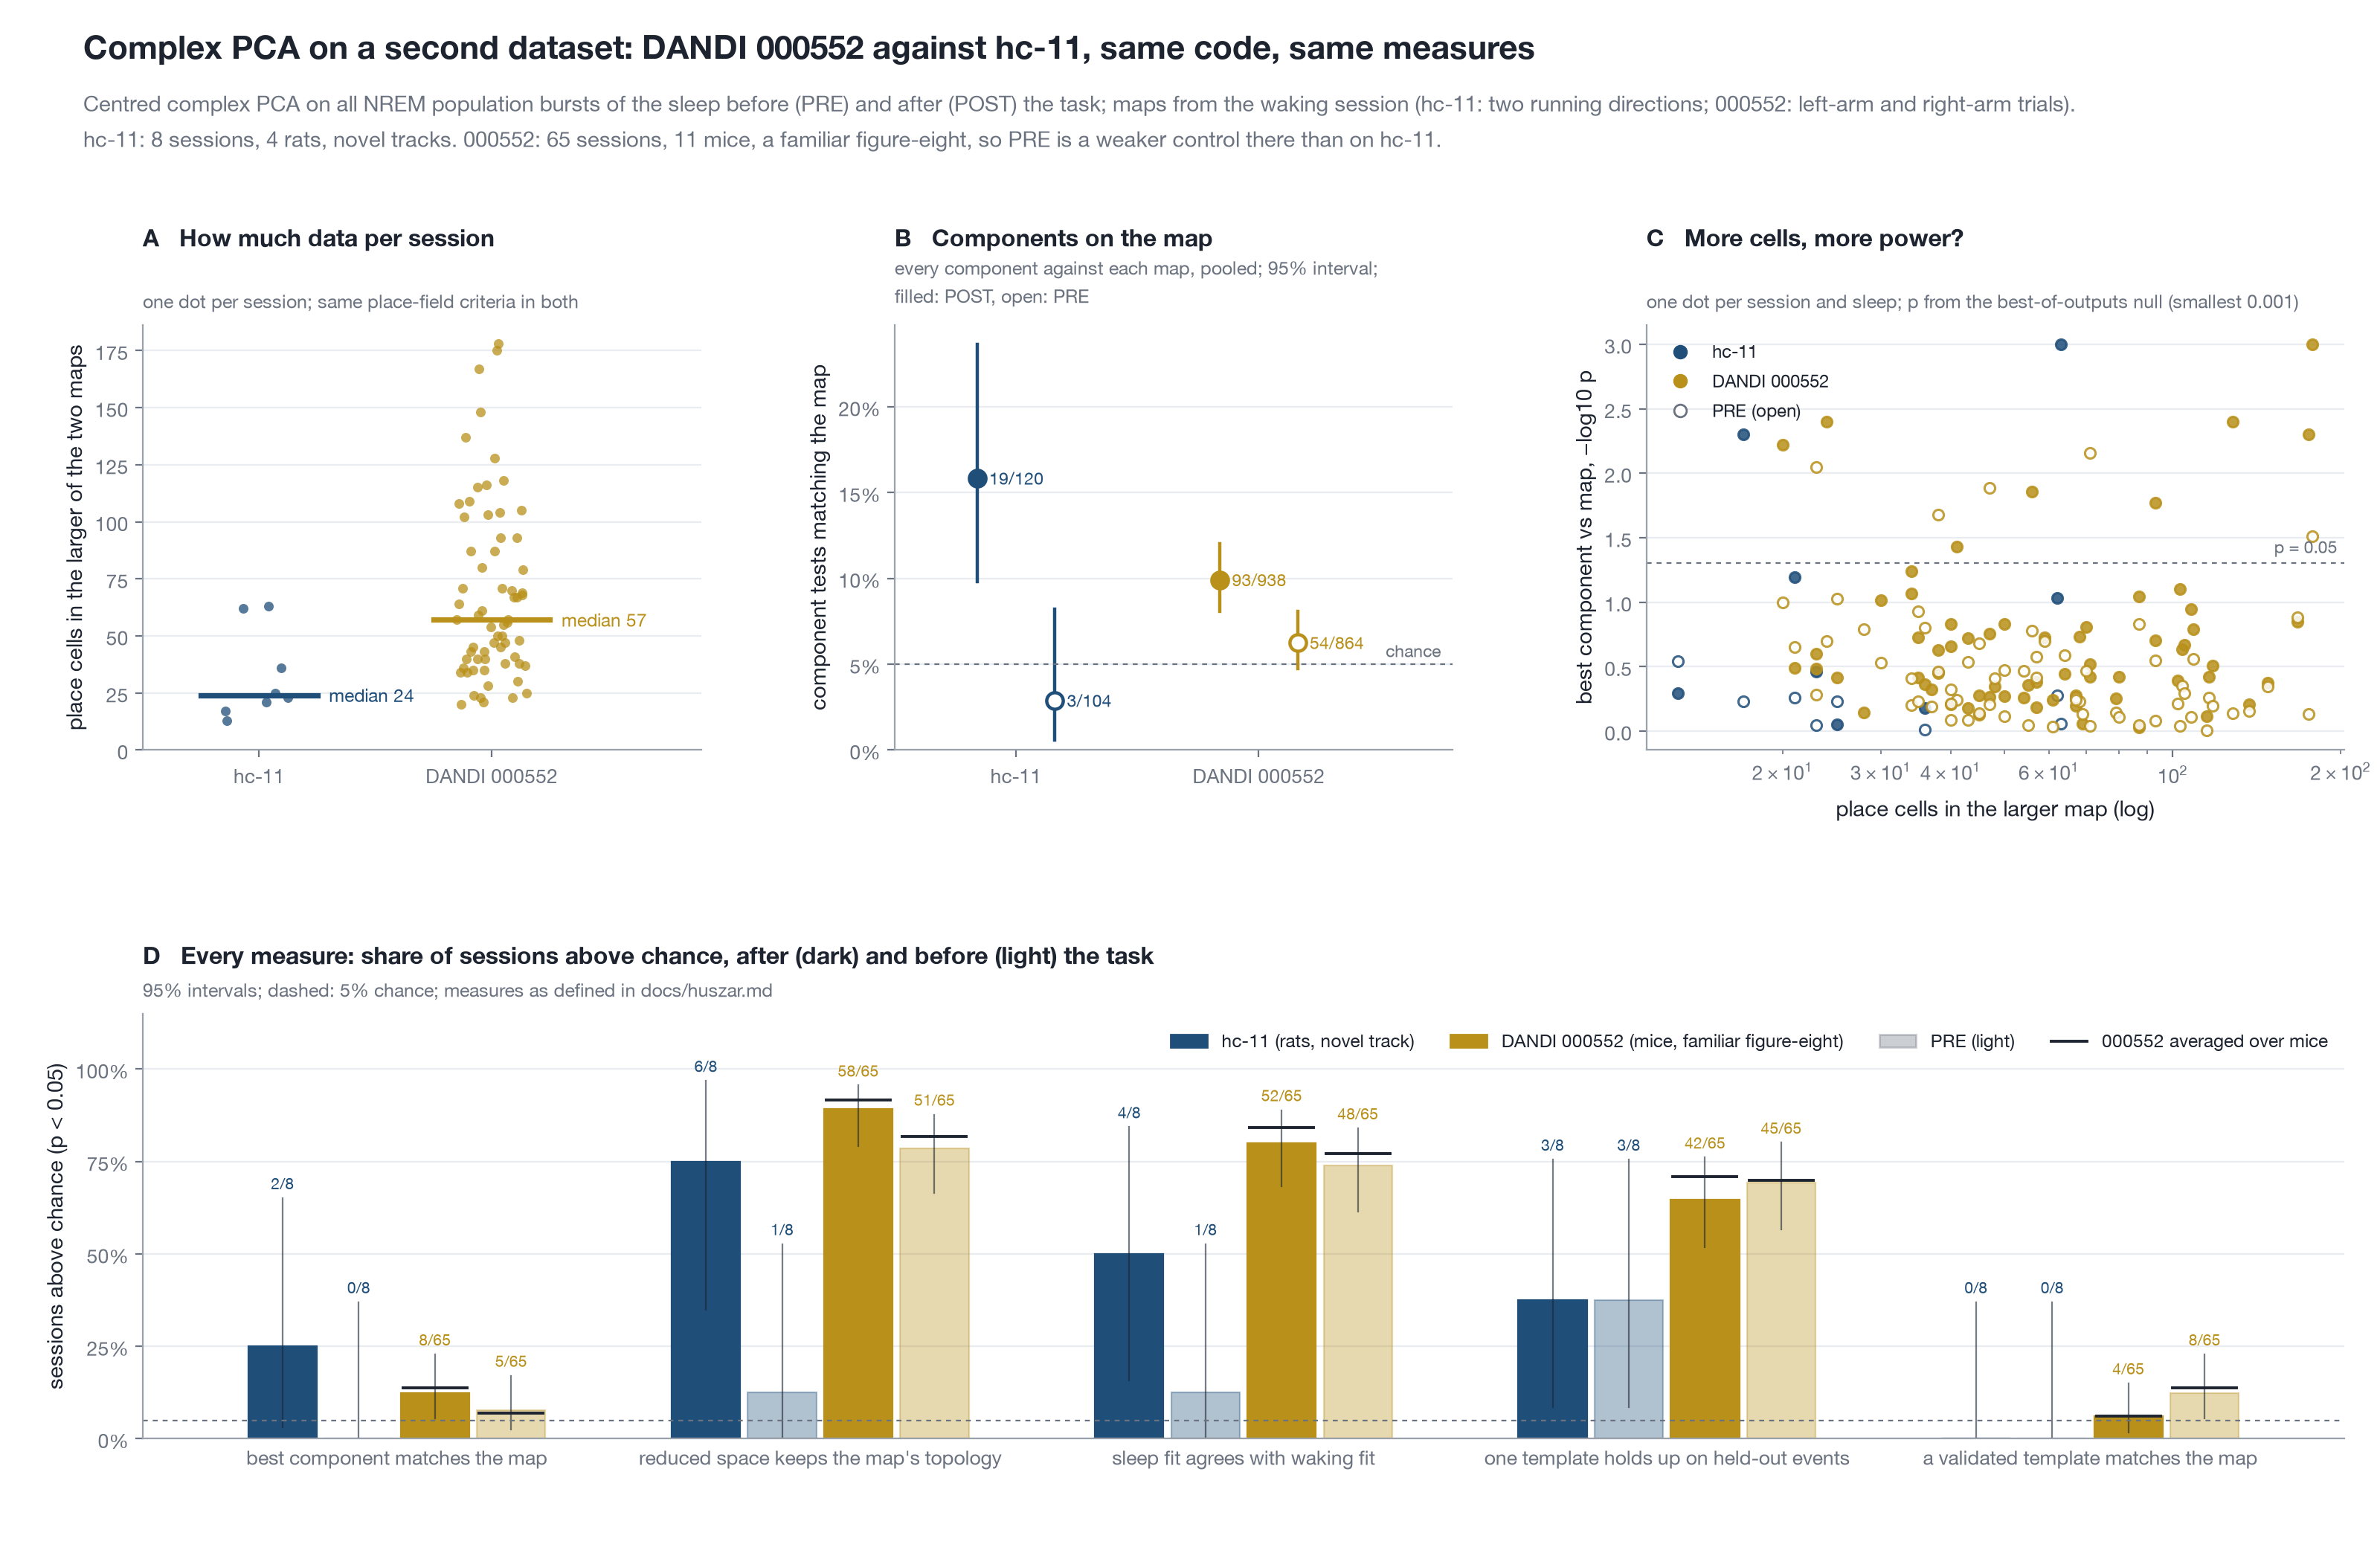 Complex PCA on a second dataset: DANDI 000552 against hc-11, same code, same measures
Centred complex PCA on all NREM population bursts of the sleep before (PRE) and after (POST) the task; maps from the waking session (hc-11: two running directions; 000552: left-arm and right-arm trials).
hc-11: 8 sessions, 4 rats, novel tracks. 000552: 65 sessions, 11 mice, a familiar figure-eight, so PRE is a weaker control there than on hc-11.
A How much data per session
one dot per session; same place-field criteria in both
place cells in the larger of the two maps
175
150
125
100
75
50
25
0
median 24
median 57
hc-11
DANDI 000552
B Components on the map
every component against each map, pooled; 95% interval;
filled: POST, open: PRE
component tests matching the map
20%
15%
10%
5%
0%
19/120
3/104
93/938
54/864
chance
hc-11
DANDI 000552
C More cells, more power?
one dot per session and sleep; p from the best-of-outputs null (smallest 0.001)
best component vs map, −log10 p
3.0
2.5
2.0
1.5
1.0
0.5
0.0
hc-11
DANDI 000552
PRE (open)
p = 0.05
2 × 10¹
3 × 10¹
4 × 10¹
6 × 10¹
10²
2 × 10²
place cells in the larger map (log)
D Every measure: share of sessions above chance, after (dark) and before (light) the task
95% intervals; dashed: 5% chance; measures as defined in docs/huszar.md
hc-11 (rats, novel track)
DANDI 000552 (mice, familiar figure-eight)
PRE (light)
000552 averaged over mice
sessions above chance (p < 0.05)
100%
75%
50%
25%
0%
2/8
0/8
8/65
5/65
6/8
1/8
58/65
51/65
4/8
1/8
52/65
48/65
3/8
3/8
42/65
45/65
0/8
0/8
4/65
8/65
best component matches the map
reduced space keeps the map's topology
sleep fit agrees with waking fit
one template holds up on held-out events
a validated template matches the map